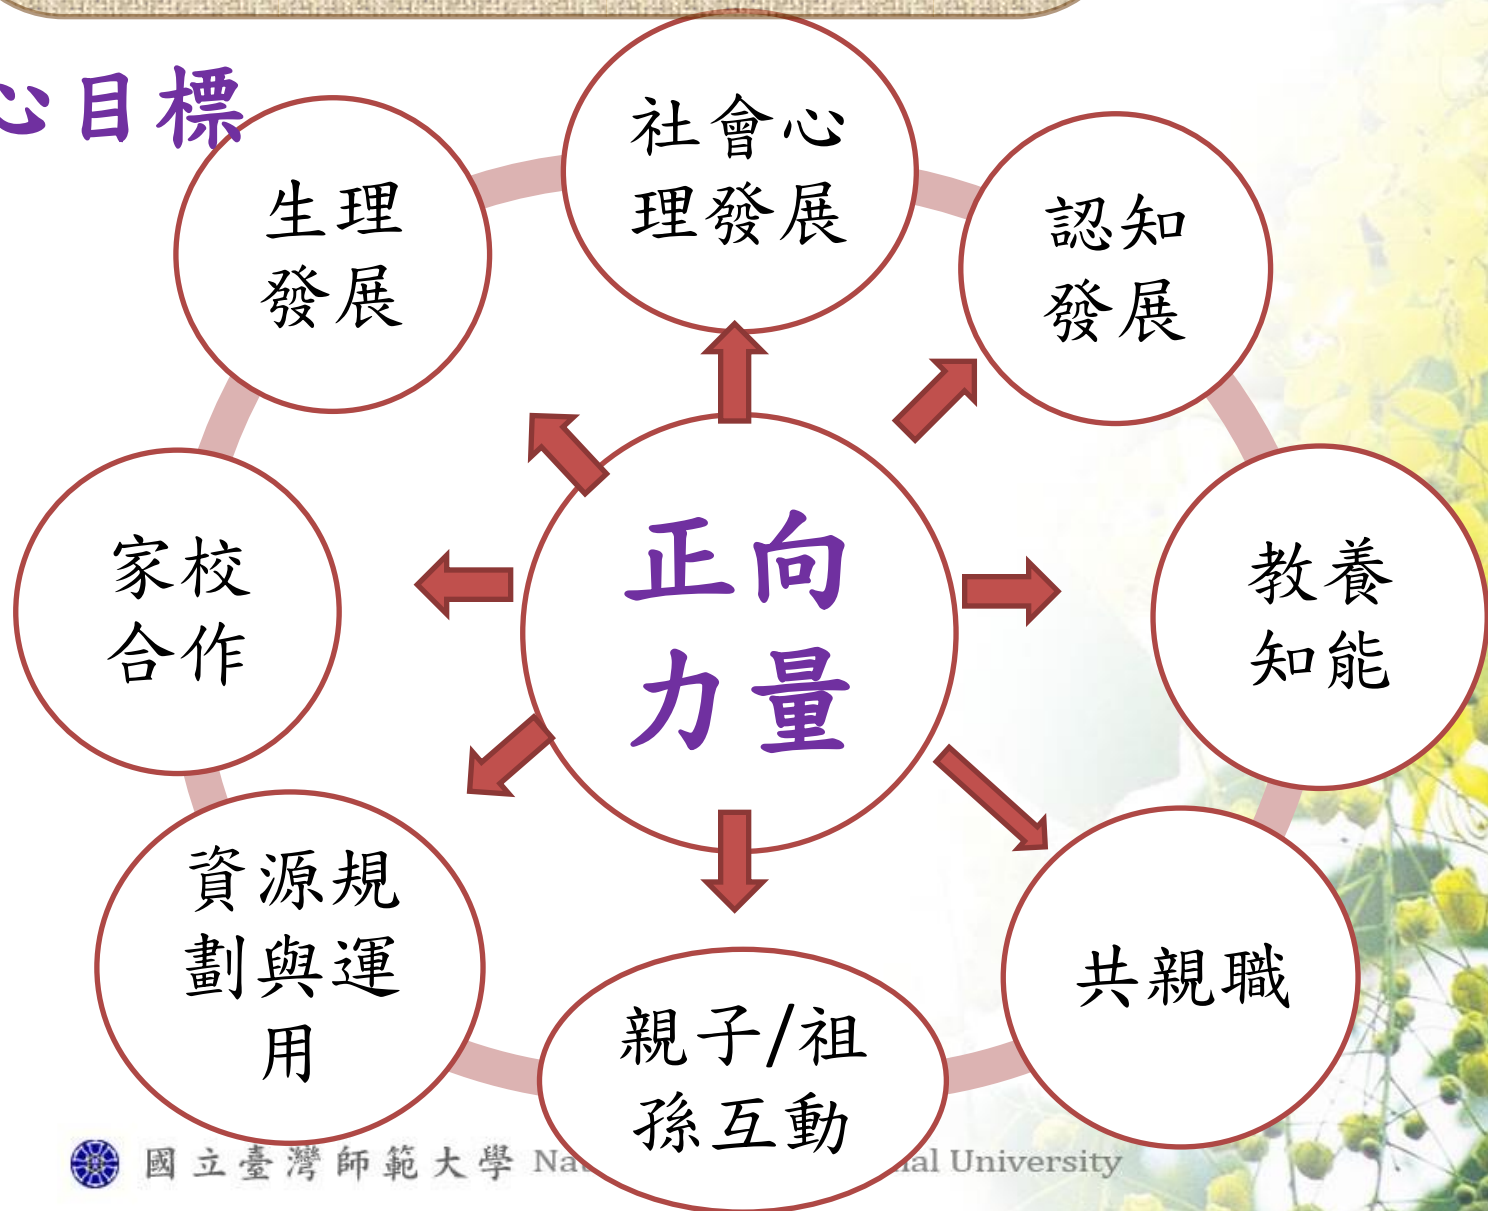 心目標
社會心
理發展
生理
發展
認知
發展
正向
力量
家校
合作
教養
知能
資源規
劃與運
用
共親職
親子/祖
孫互動
國立臺灣師範大學 Nat al University